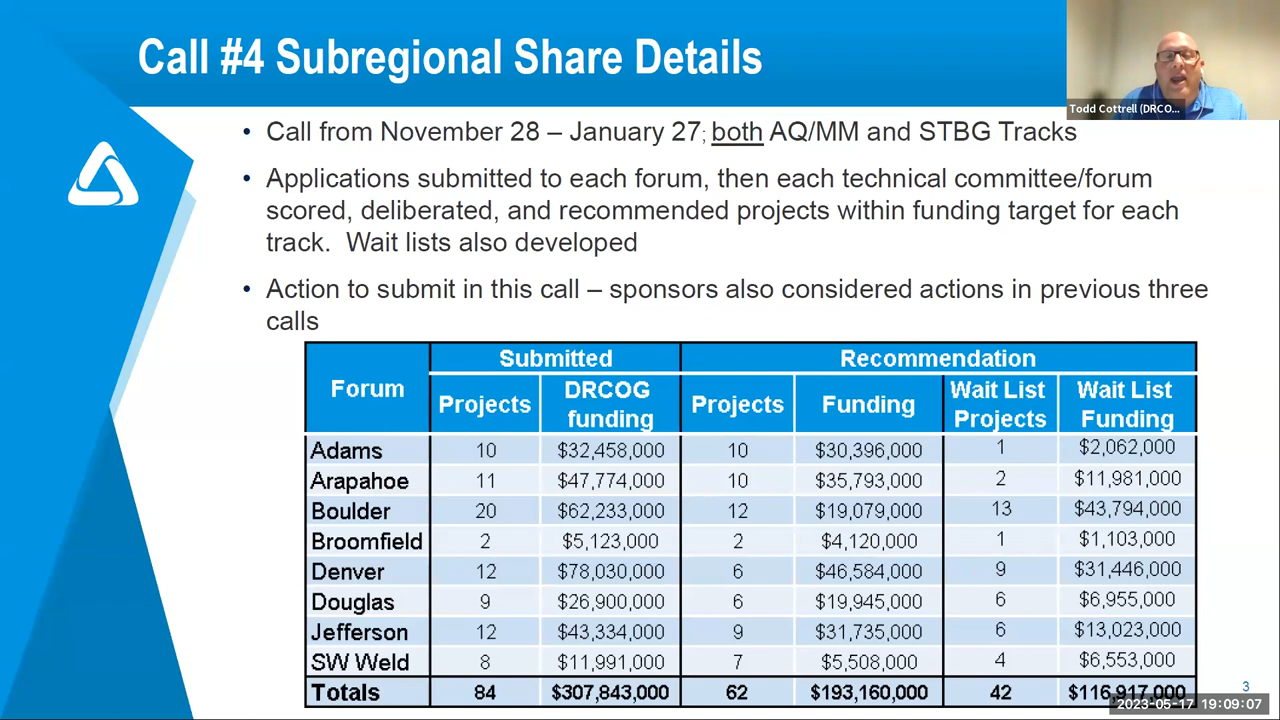 Call #4 Subregional Share Details
Todd Cottrell (DRCO...
• Call from November 28 – January 27; both AQ/MM and STBG Tracks
• Applications submitted to each forum, then each technical committee/forum
scored, deliberated, and recommended projects within funding target for each
track. Wait lists also developed
• Action to submit in this call – sponsors also considered actions in previous three
calls
Forum Submitted Recommendation
Projects DRCOG funding Projects Funding Wait List Projects Wait List Funding
Adams 10 $32,458,000 10 $30,396,000 1 $2,062,000
Arapahoe 11 $47,774,000 10 $35,793,000 2 $11,981,000
Boulder 20 $62,233,000 12 $19,079,000 13 $43,794,000
Broomfield 2 $5,123,000 2 $4,120,000 1 $1,103,000
Denver 12 $78,030,000 6 $46,584,000 9 $31,446,000
Douglas 9 $26,900,000 6 $19,945,000 6 $6,955,000
Jefferson 12 $43,334,000 9 $31,735,000 6 $13,023,000
SW Weld 8 $11,991,000 7 $5,508,000 4 $6,553,000
Totals 84 $307,843,000 62 $193,160,000 42 $116,917,000
3
2023-05-17 19:09:07